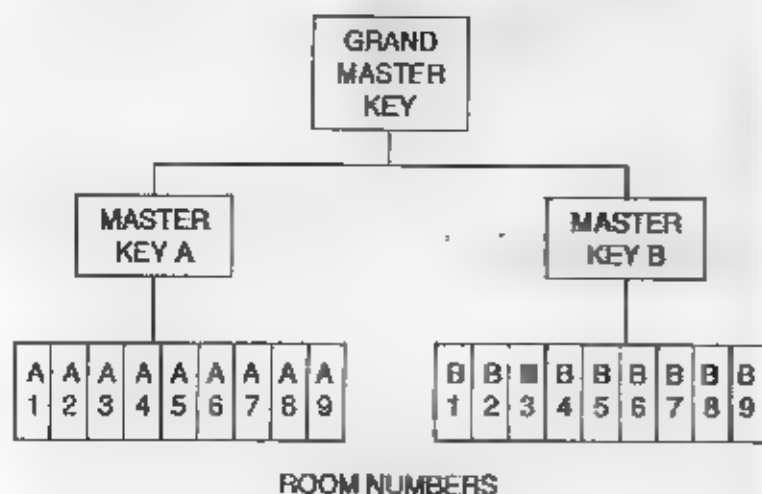 GRAND
MASTER
KEY
MASTER
KEY A
MASTER
KEY B
A A A A A A A A A
1 2 3 4 5 6 7 8 9
B B B B B B B B
1 2 3 4 5 6 7 8 9
ROOM NUMBERS